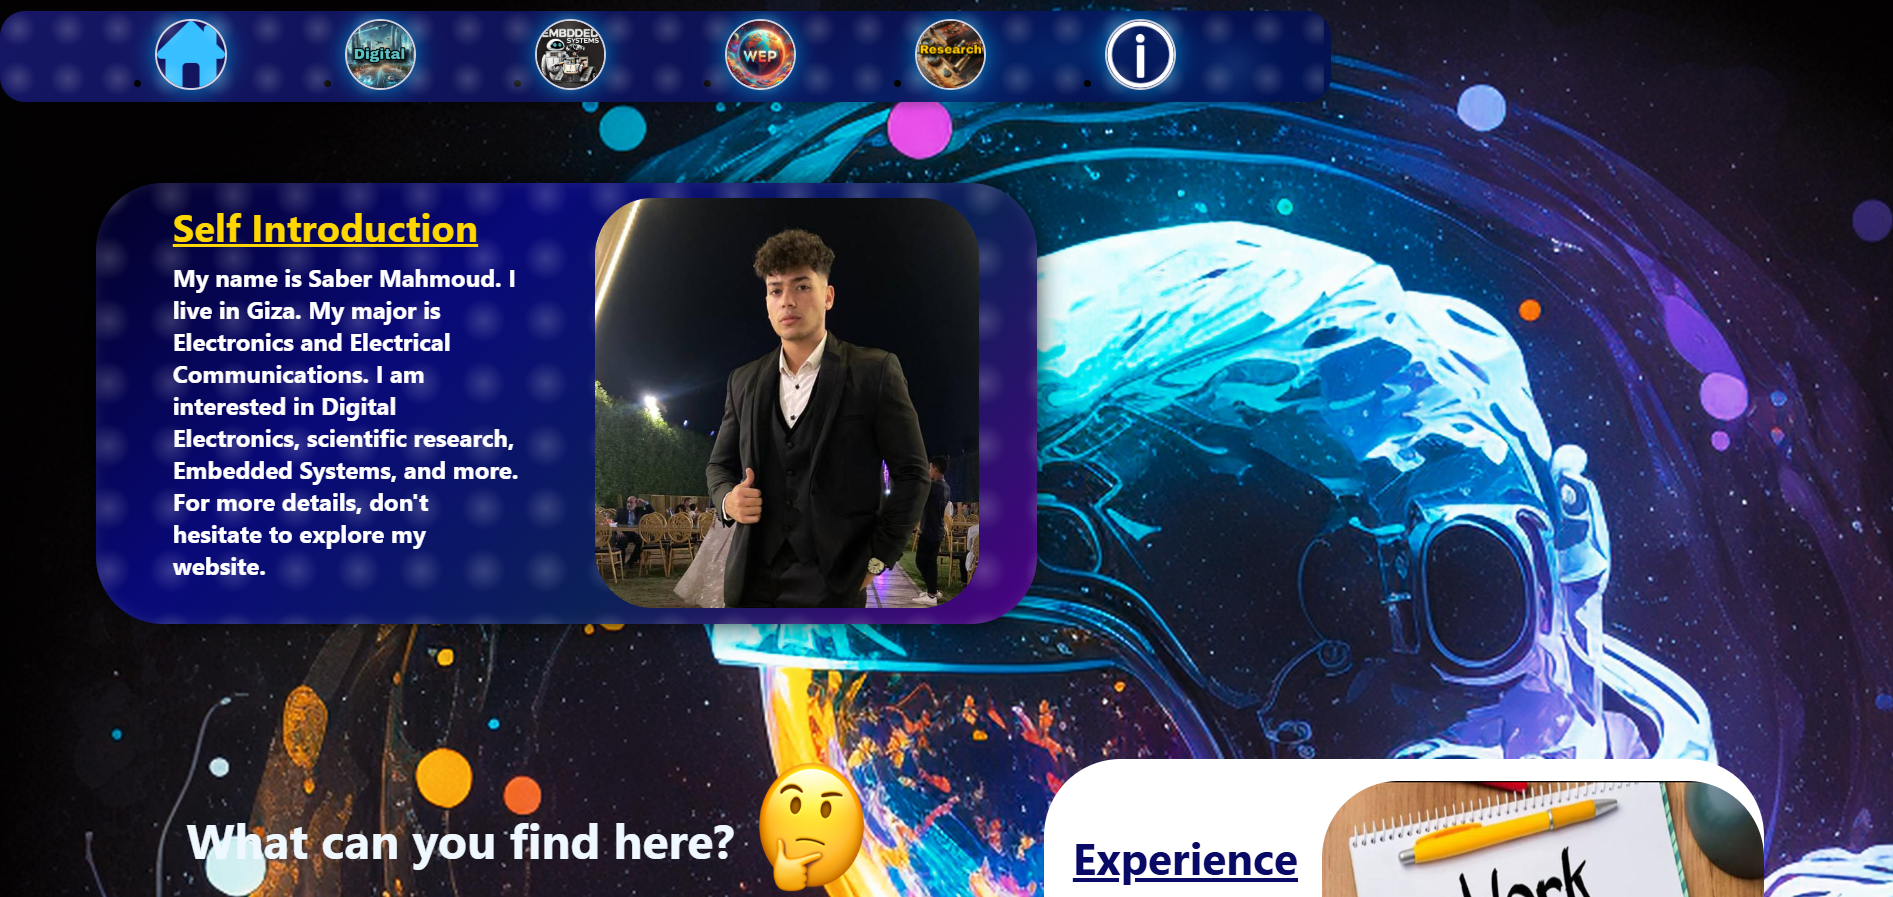 Digital
EMBDDED
SYSTEMS
WEP
Research
Self Introduction
My name is Saber Mahmoud. I
live in Giza. My major is
Electronics and Electrical
Communications. I am
interested in Digital
Electronics, scientific research,
Embedded Systems, and more.
For more details, don't
hesitate to explore my
website.
What can you find here?
Experience
Work